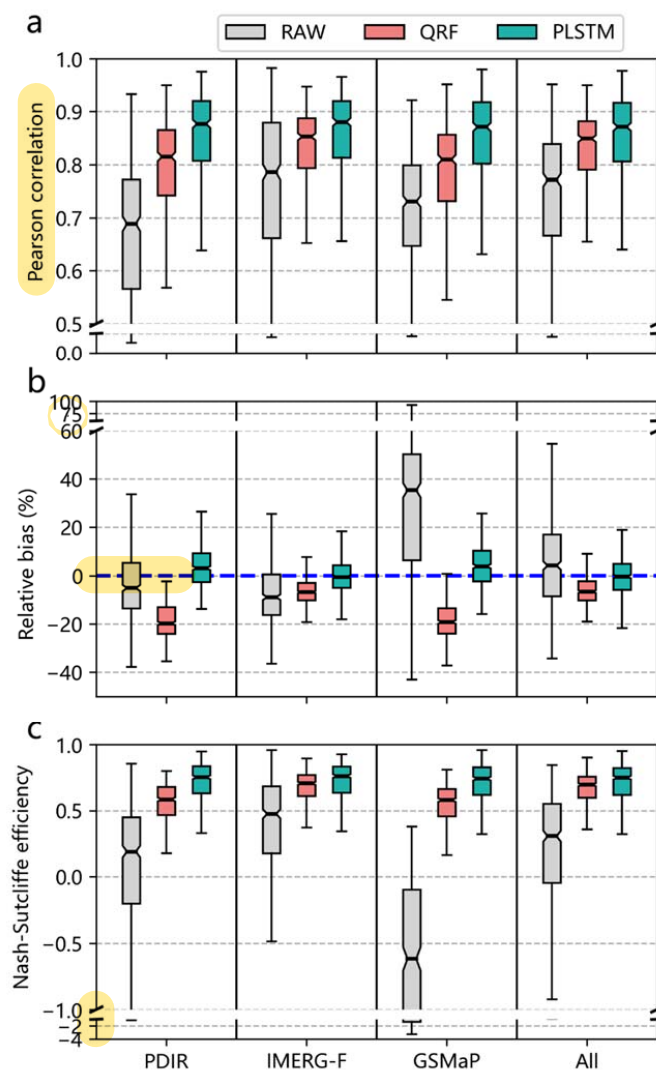 a
RAW QRF PLSTM
Pearson correlation
1.0
0.9
0.8
0.7
0.6
0.5
0.0
b
Relative bias (%)
100
75
60
40
20
0
−20
−40
c
Nash-Sutcliffe efficiency
1.0
0.5
0.0
−0.5
−1.0
−2
−4
PDIR IMERG-F GSMaP All